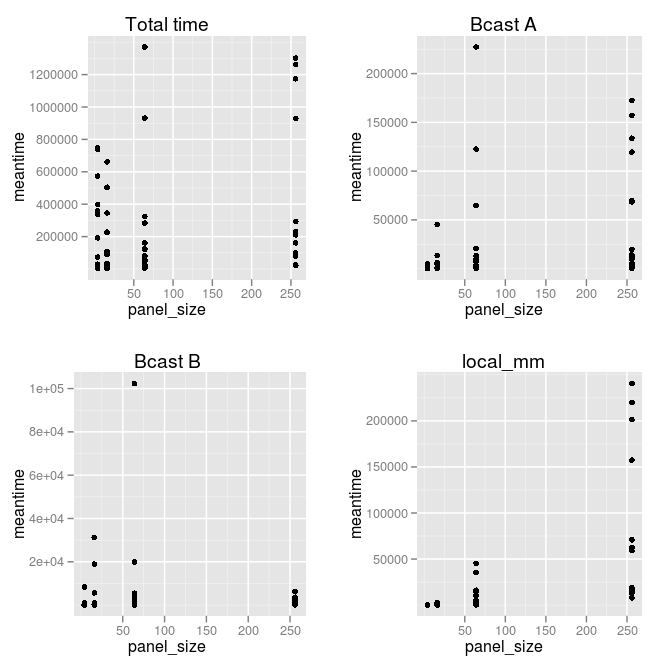 Total time
meantime
1200000
1000000
800000
600000
400000
200000
50 100 150 200 250
panel_size
Bcast A
meantime
200000
150000
100000
50000
50 100 150 200 250
panel_size
Bcast B
meantime
1e+05
8e+04
6e+04
4e+04
2e+04
50 100 150 200 250
panel_size
local_mm
meantime
200000
150000
100000
50000
50 100 150 200 250
panel_size